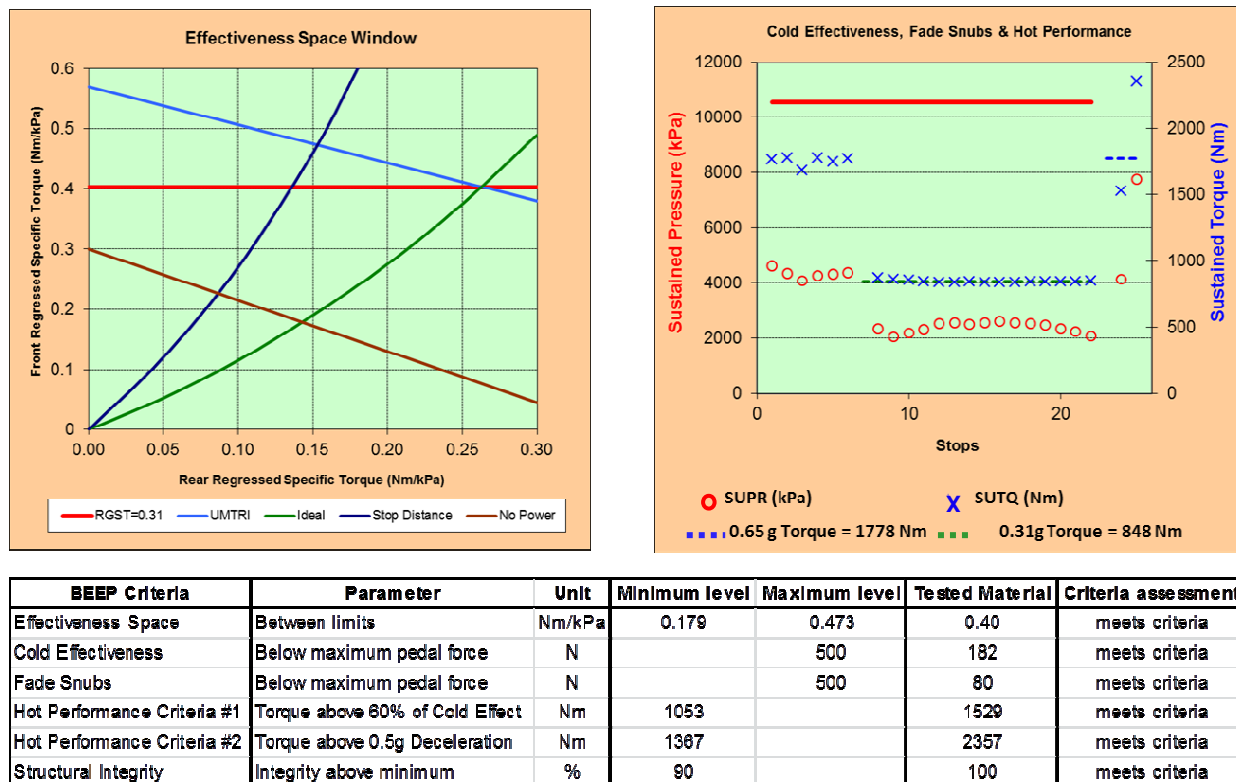 Effectiveness Space Window
0.6
0.5
0.4
0.3
0.2
0.1
0
Front Regressed Specific Torque (Nm/kPa)
0.00 0.05 0.10 0.15 0.20 0.25 0.30
Rear Regressed Specific Torque (Nm/kPa)
RGST=0.31 UMTRI Ideal Stop Distance No Power
Cold Effectiveness, Fade Snubs & Hot Performance
12000 2500
10000 2000
8000 1500
6000 1000
4000 500
2000 0
0
Sustained Pressure (kPa)
Sustained Torque (Nm)
0 10 20
Stops
SUPR (kPa) SUTQ (Nm)
0.65 g Torque = 1778 Nm 0.31g Torque = 848 Nm
BEEP Criteria Parameter Unit Minimum level Maximum level Tested Material Criteria assessment
Effectiveness Space Between limits Nm/kPa 0.179 0.473 0.40 meets criteria
Cold Effectiveness Below maximum pedal force N 500 182 meets criteria
Fade Snubs Below maximum pedal force N 500 80 meets criteria
Hot Performance Criteria #1 Torque above 60% of Cold Effect Nm 1053 1529 meets criteria
Hot Performance Criteria #2 Torque above 0.5g Deceleration Nm 1367 2357 meets criteria
Structural Integrity Integrity above minimum % 90 100 meets criteria